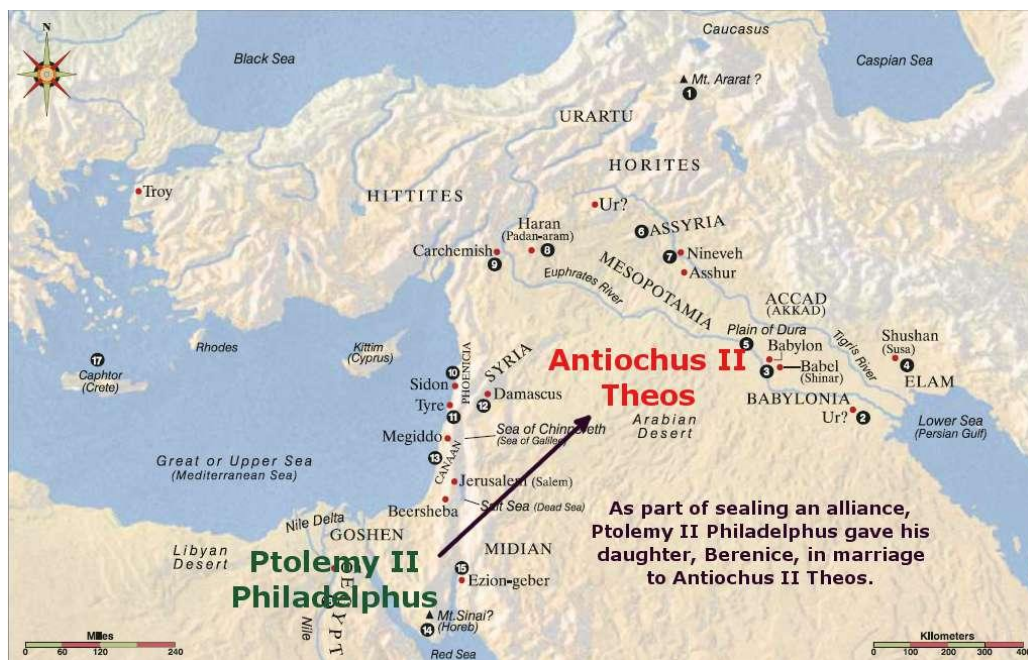 N
Black Sea
Caucasus
Caspian Sea
Mt. Ararat ?
1
URARTU
HORITES
HITTITES
Troy
Ur?
Haran
(Padan-aram)
8
6
ASSYRIA
Carchemish
9
7
Nineveh
Asshur
MESOPOTAMIA
Euphrates River
ACCAD
(AKKAD)
Plain of Dura
5
Tigris River
Shushan
(Susa)
4
17
Caphtor
(Crete)
Rhodes
Kittim
(Cyprus)
PHOENICIA
SYRIA
10
Sidon
Tyre
11
12
Damascus
Antiochus II
Theos
Babylon
3
Babel
(Shinar)
ELAM
BABYLONIA
Ur?
2
Lower Sea
(Persian Gulf)
Arabian
Desert
Megiddo
Sea of Chinnereth
(Sea of Galilee)
13
CANAAN
Great or Upper Sea
(Mediterranean Sea)
Jerusalem (Salem)
Salt Sea (Dead Sea)
Beersheba
Nile Delta
GOSHEN
Libyan
Desert
Ptolemy II
Philadelphus
MIDIAN
15
Ezion-geber
EGYPT
Nile
Mt. Sinai?
(Horeb)
14
Red Sea
As part of sealing an alliance,
Ptolemy II Philadelphus gave his
daughter, Berenice, in marriage
to Antiochus II Theos.
Miles
0 60 120 240
Kilometers
0 100 200 300 400